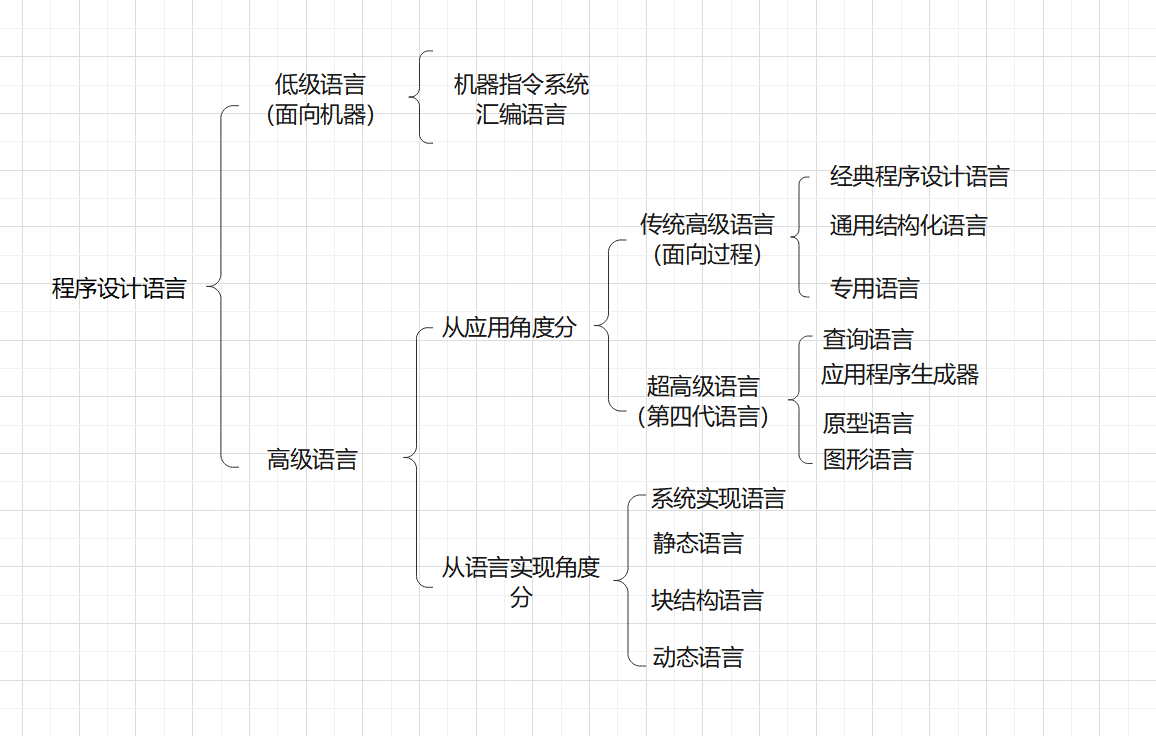 程序设计语言
低级语言
（面向机器）
机器指令系统
汇编语言
高级语言
从应用角度分
传统高级语言
（面向过程）
经典程序设计语言
通用结构化语言
专用语言
超高级语言
（第四代语言）
查询语言
应用程序生成器
原型语言
图形语言
从语言实现角度
分
系统实现语言
静态语言
块结构语言
动态语言